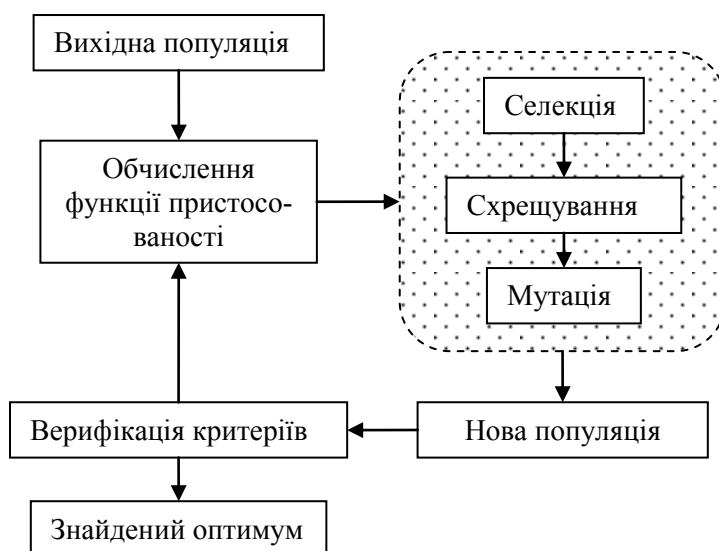 Вихідна популяція
Обчислення
функції пристосо-
ваності
Селекція
Схрещування
Мутація
Верифікація критеріїв
Нова популяція
Знайдений оптимум